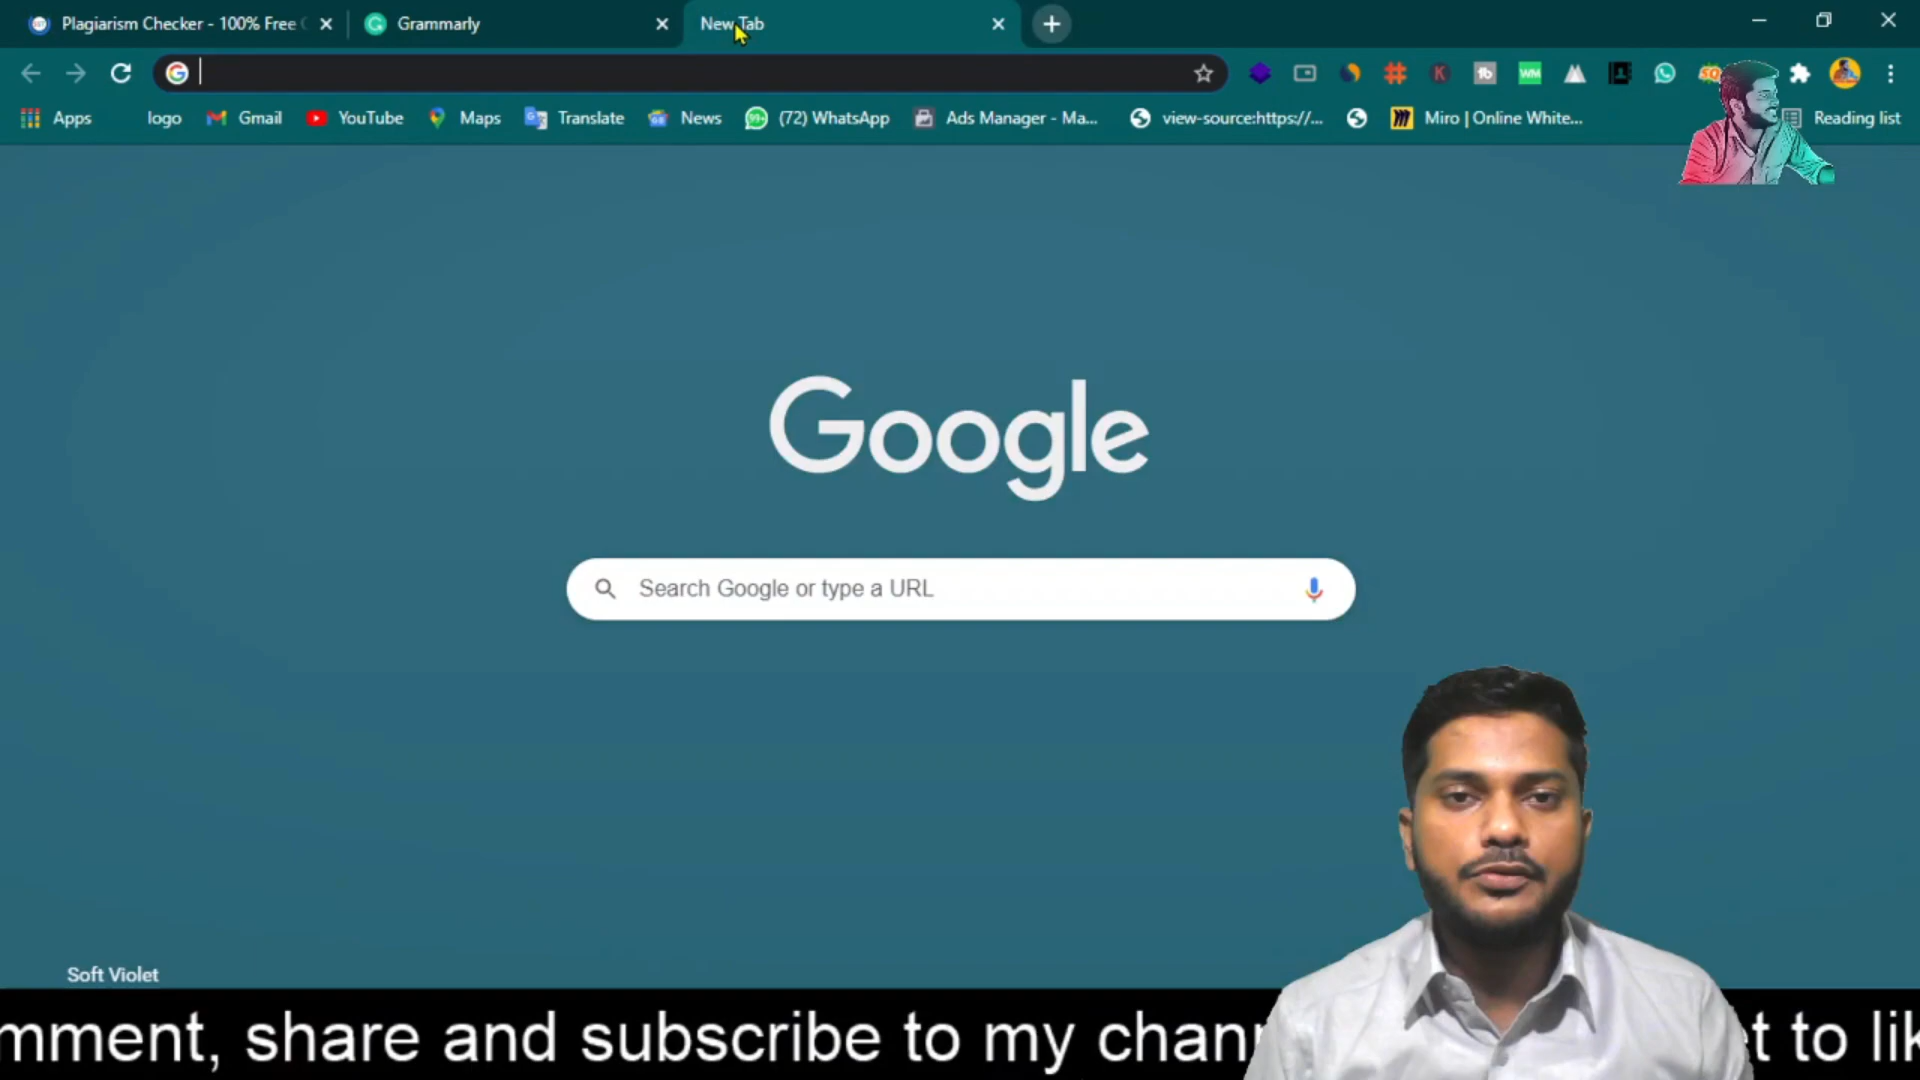 Plagiarism Checker - 100% Free
Grammarly
New Tab
Apps
logo
Gmail
YouTube
Maps
Translate
News
(72) WhatsApp
Ads Manager - Ma...
view-source:https://...
Miro | Online White...
Reading list
Google
Search Google or type a URL
Soft Violet
mment, share and subscribe to my chan
t to lik